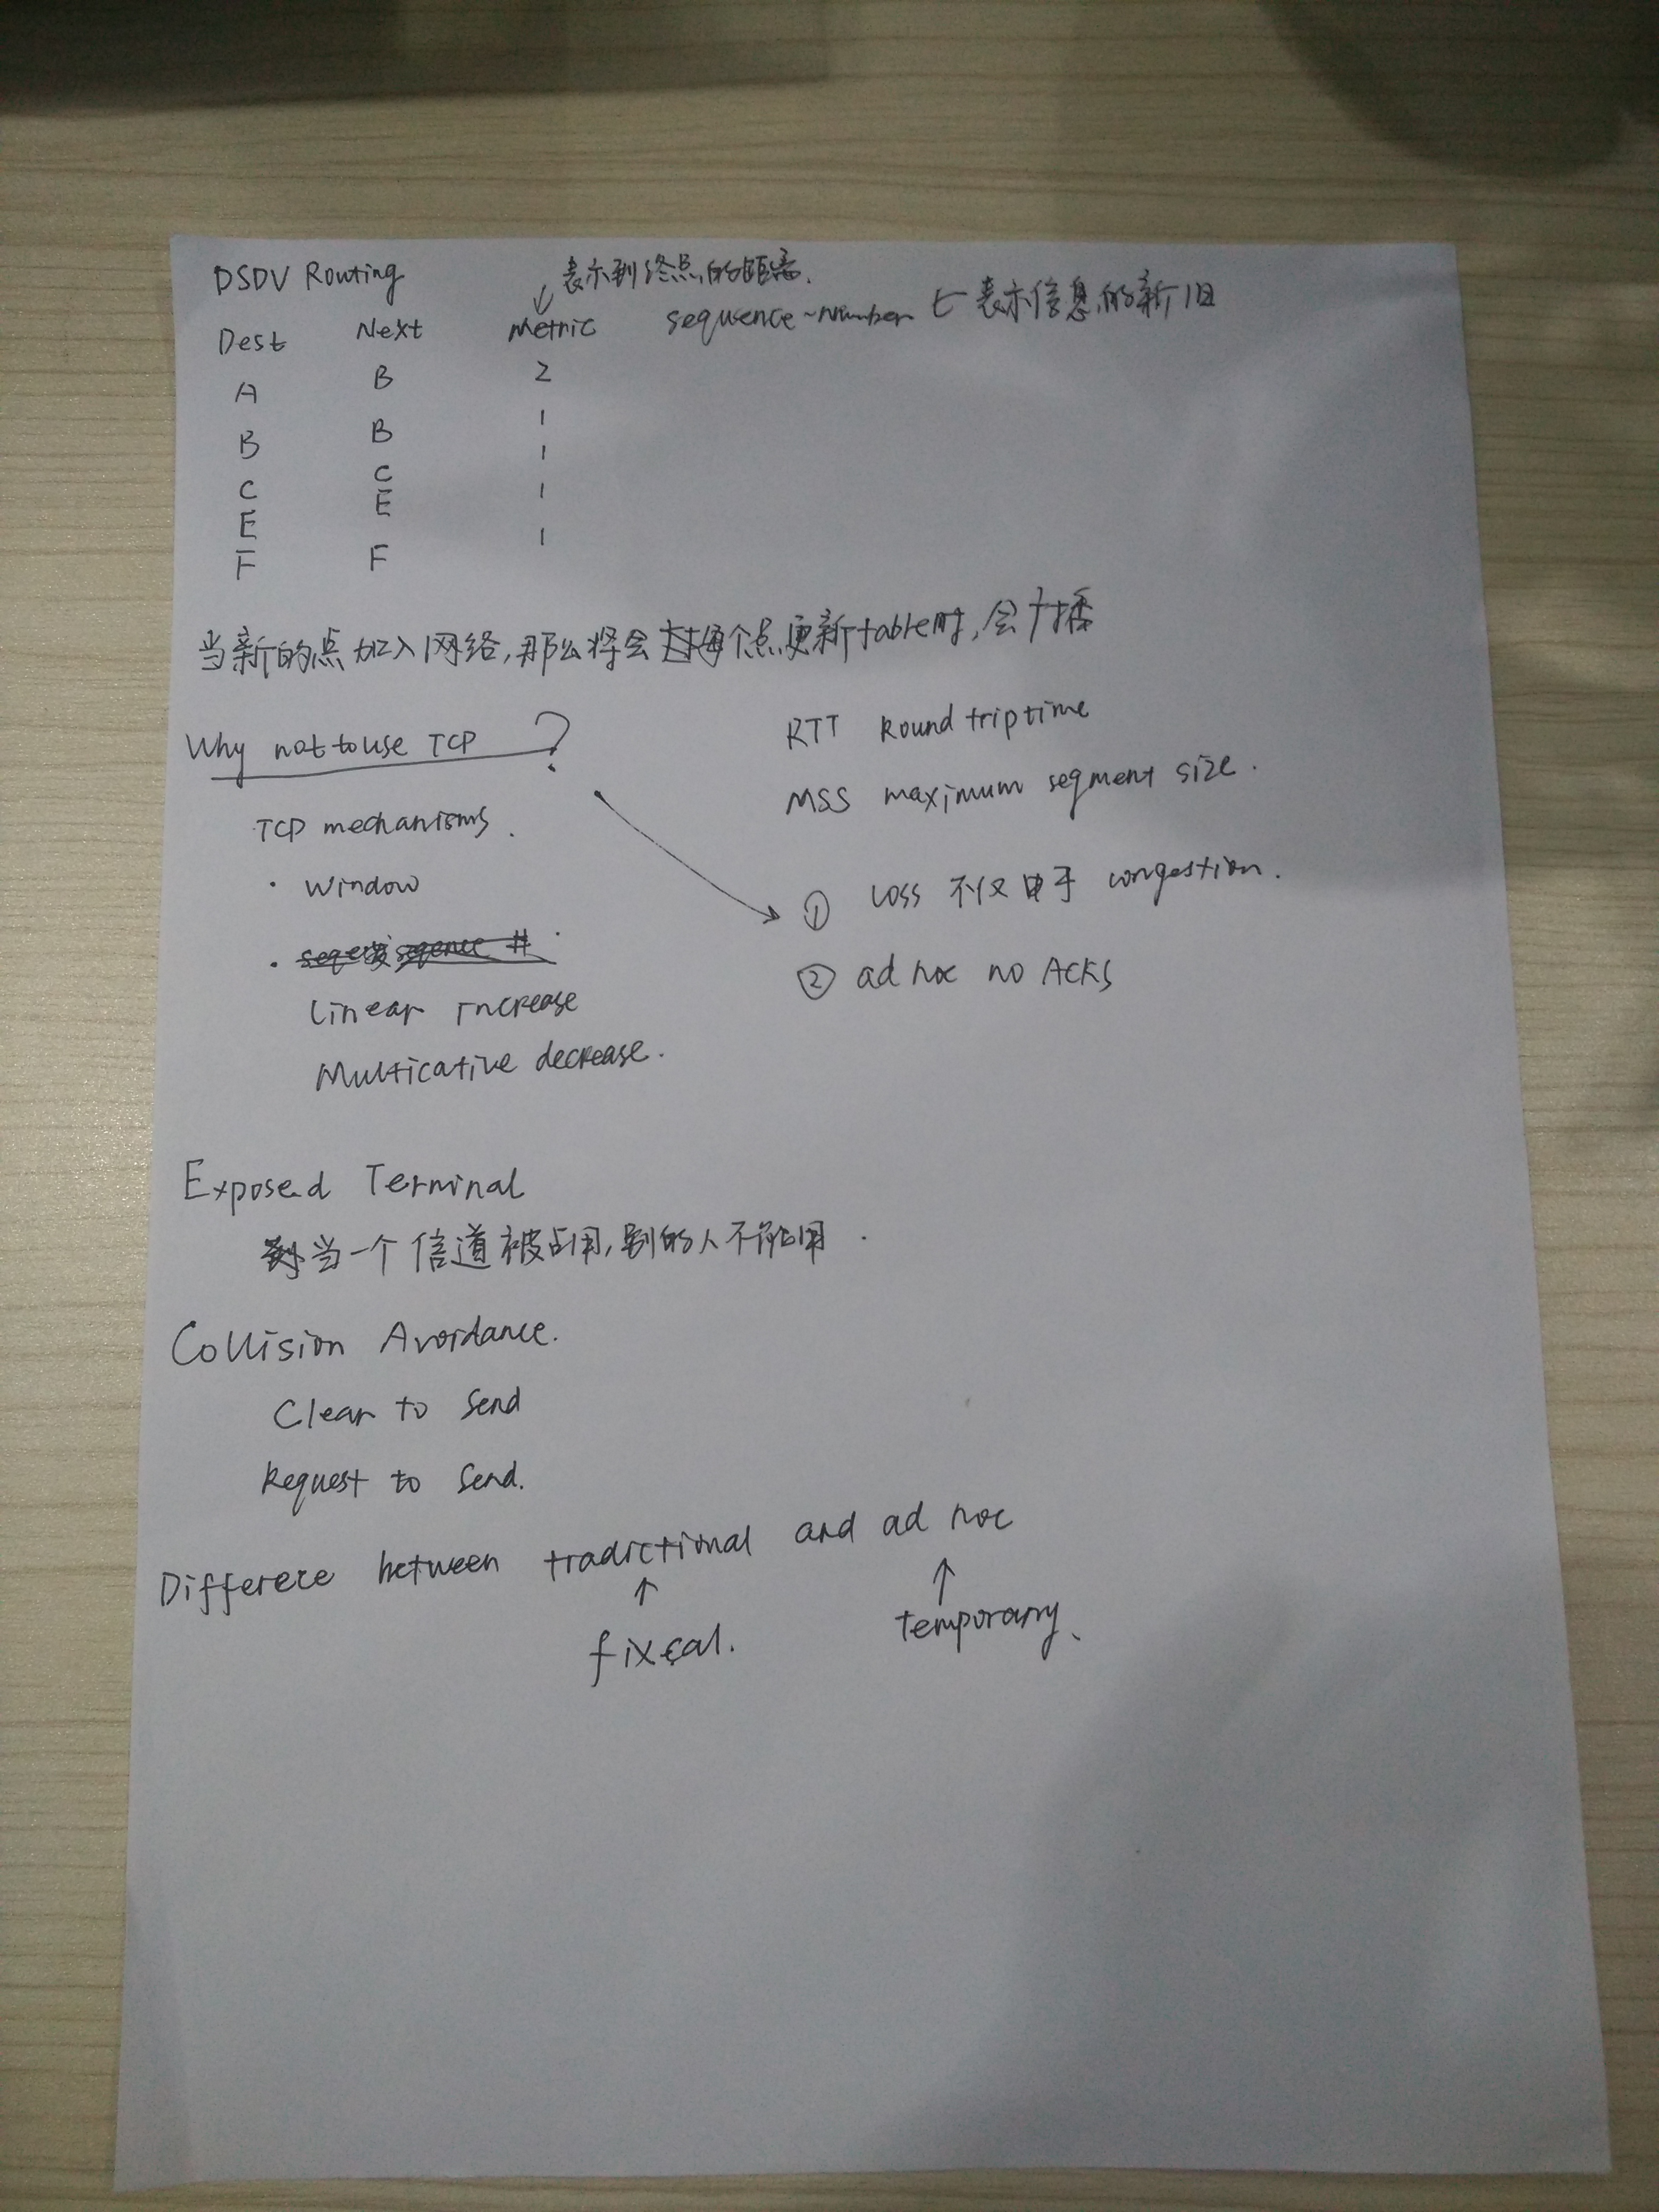 DSDV Routing
表示到终点的距离.
Dest Next Metric sequence-Number ← 表示信息的新旧
A B 2
B B 1
C C 1
E E 1
F F 1
当新的点加入网络,那么将会 每个点更新table时,会广播
Why not to use TCP ?
RTT Round trip time
MSS maximum segment size.
TCP mechanisms.
· Window
① Loss 不仅由于 congestion.
② ad hoc no ACKs
Linear Increase
Multicative decrease.
Exposed Terminal
当一个信道被占用,别的人不能用.
Collision Avoidance.
Clear to Send
Request to Send.
Differece between tradictional and ad hoc
↑ ↑
temporary.